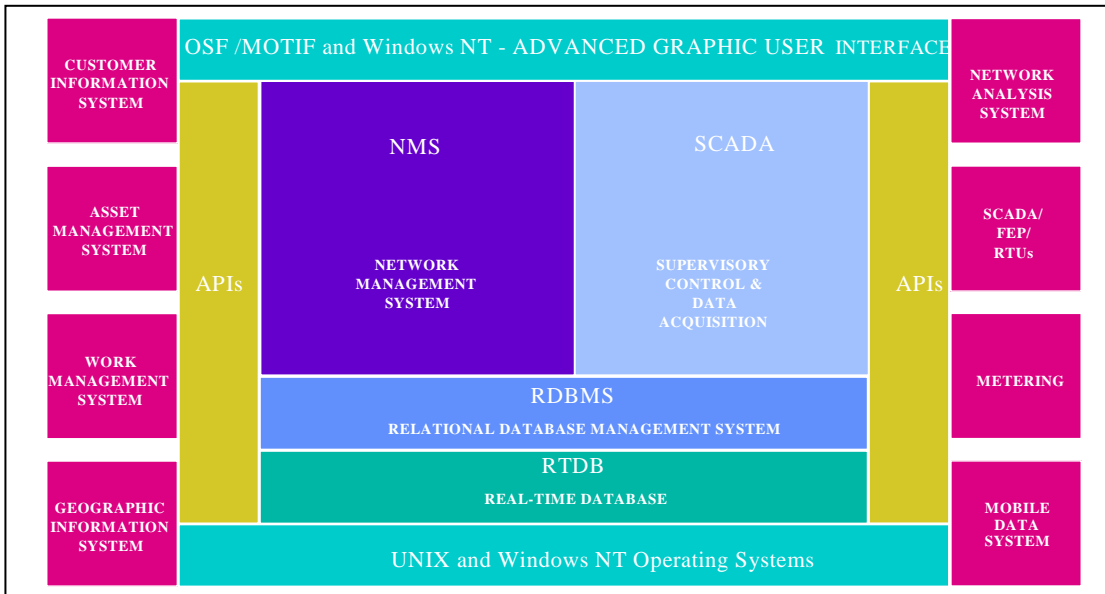 OSF /MOTIF and Windows NT - ADVANCED GRAPHIC USER INTERFACE
CUSTOMER
INFORMATION
SYSTEM
ASSET
MANAGEMENT
SYSTEM
WORK
MANAGEMENT
SYSTEM
GEOGRAPHIC
INFORMATION
SYSTEM
APIs
NMS
NETWORK
MANAGEMENT
SYSTEM
SCADA
SUPERVISORY
CONTROL &
DATA
ACQUISITION
RDBMS
RELATIONAL DATABASE MANAGEMENT SYSTEM
RTDB
REAL-TIME DATABASE
APIs
NETWORK
ANALYSIS
SYSTEM
SCADA/
FEP/
RTUs
METERING
MOBILE
DATA
SYSTEM
UNIX and Windows NT Operating Systems